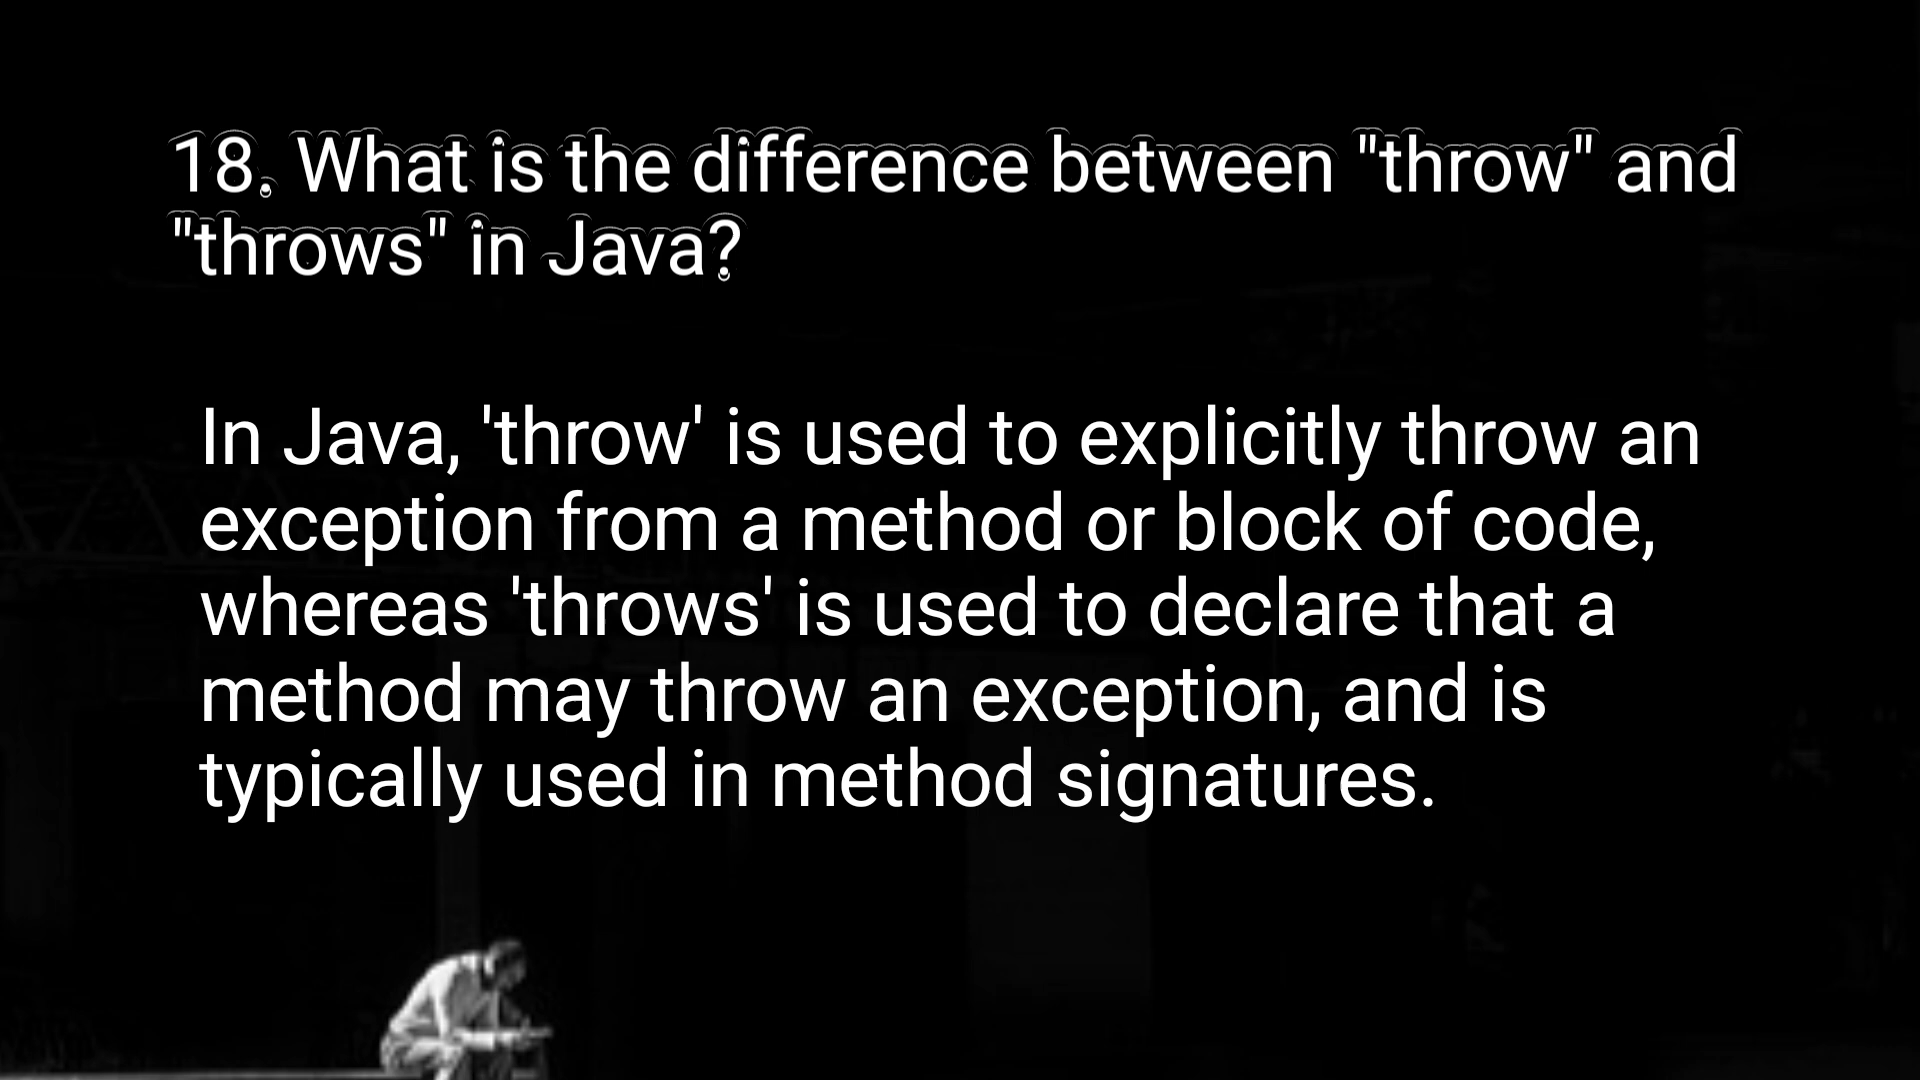 18. What is the difference between "throw" and
"throws" in Java?
In Java, 'throw' is used to explicitly throw an
exception from a method or block of code,
whereas 'throws' is used to declare that a
method may throw an exception, and is
typically used in method signatures.